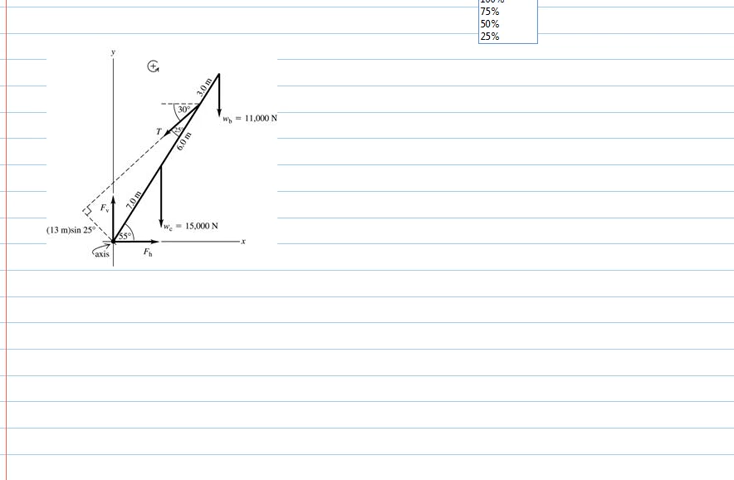 100%
75%
50%
25%
y
3.0 m
30°
w_b = 11,000 N
T
25°
6.0 m
7.0 m
F_v
w_c = 15,000 N
(13 m)sin 25°
55°
x
axis
F_h